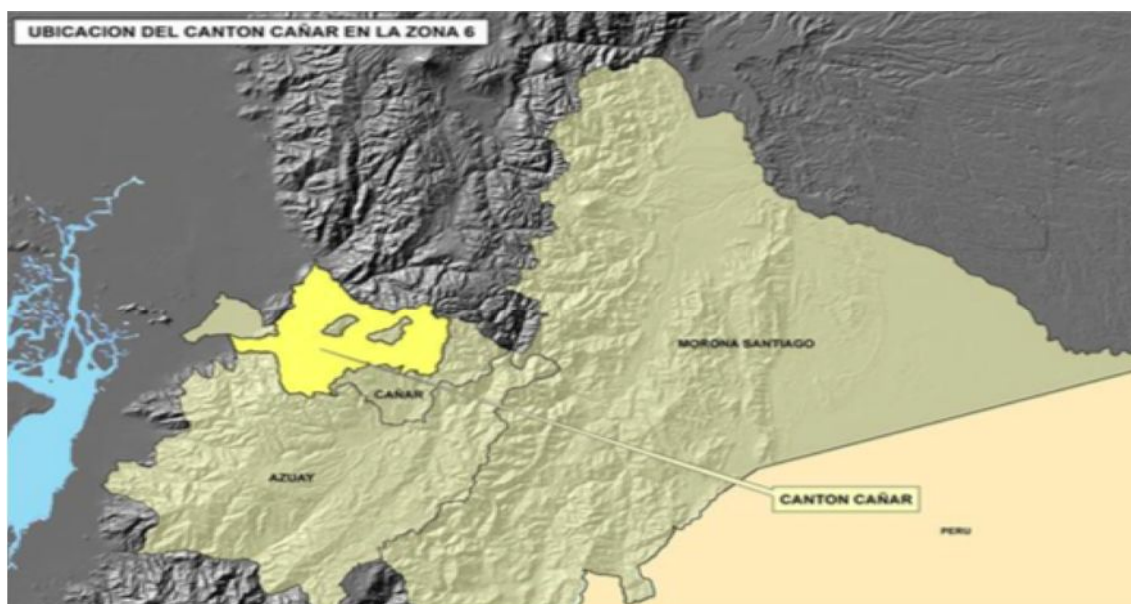 UBICACION DEL CANTON CAÑAR EN LA ZONA 6
MORONA SANTIAGO
CAÑAR
AZUAY
CANTON CAÑAR
PERU